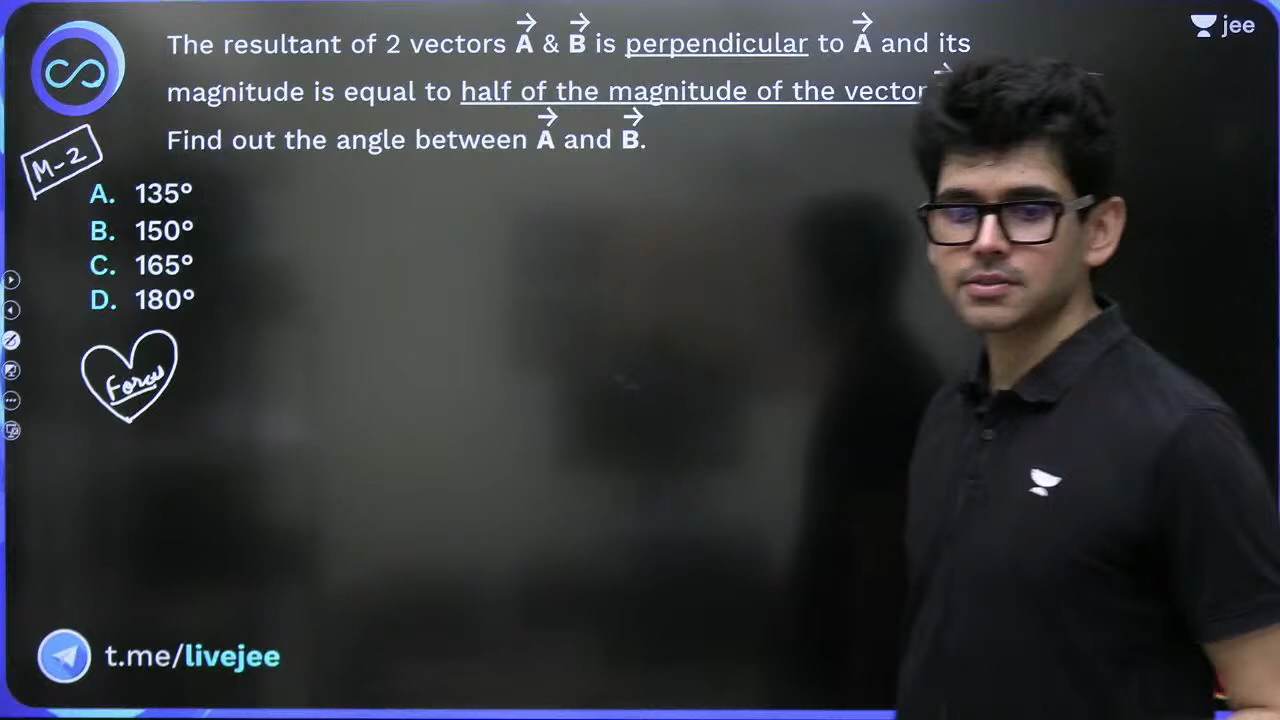 The resultant of 2 vectors A & B is perpendicular to A and its
jee
magnitude is equal to half of the magnitude of the vector
Find out the angle between A and B.
M-2
A. 135°
B. 150°
C. 165°
D. 180°
t.me/livejee